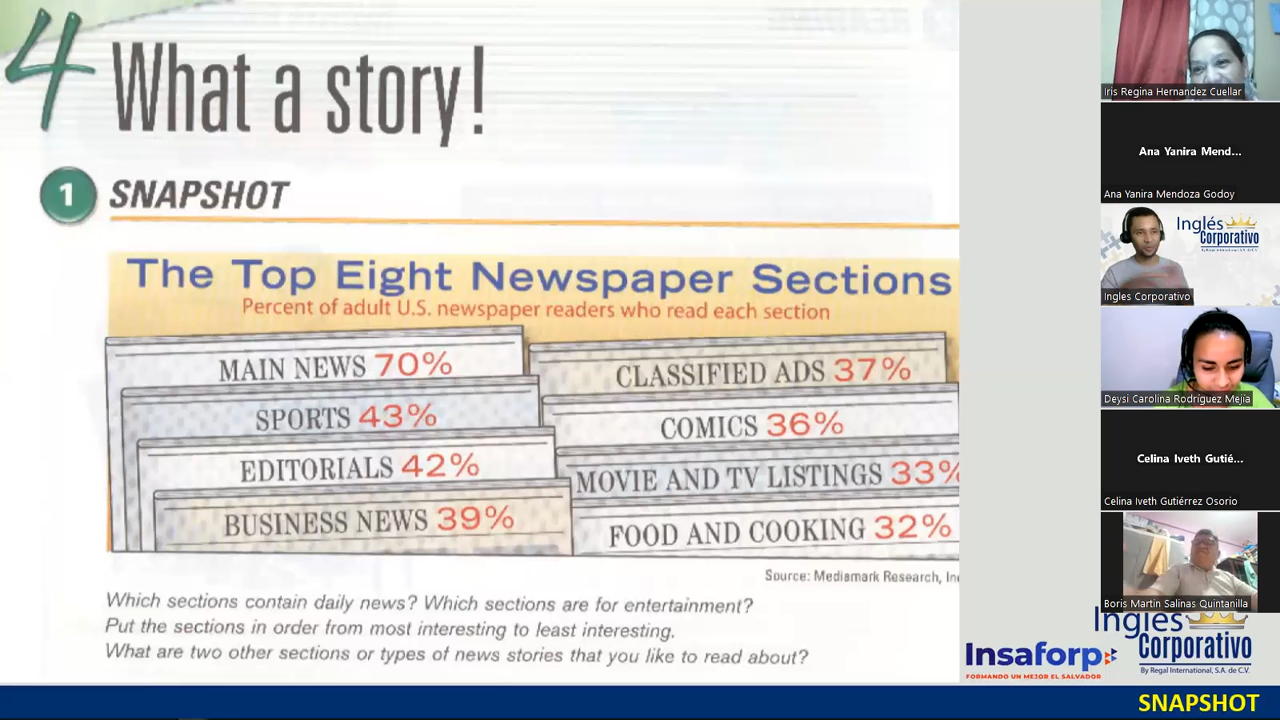 4 What a story!
1 SNAPSHOT
The Top Eight Newspaper Sections
Percent of adult U.S. newspaper readers who read each section
MAIN NEWS 70%
SPORTS 43%
EDITORIALS 42%
BUSINESS NEWS 39%
CLASSIFIED ADS 37%
COMICS 36%
MOVIE AND TV LISTINGS 33%
FOOD AND COOKING 32%
Source: Mediamark Research, In
Which sections contain daily news? Which sections are for entertainment?
Put the sections in order from most interesting to least interesting.
What are two other sections or types of news stories that you like to read about?
Iris Regina Hernandez Cuellar
Ana Yanira Mend...
Ana Yanira Mendoza Godoy
Inglés
Corporativo
By Regal International, S.A. de C.V.
Ingles Corporativo
Deysi Carolina Rodríguez Mejía
Celina Iveth Gutié...
Celina Iveth Gutiérrez Osorio
Boris Martin Salinas Quintanilla
Insaforp
FORMANDO UN MEJOR EL SALVADOR
Inglés
Corporativo
By Regal International, S.A. de C.V.
SNAPSHOT